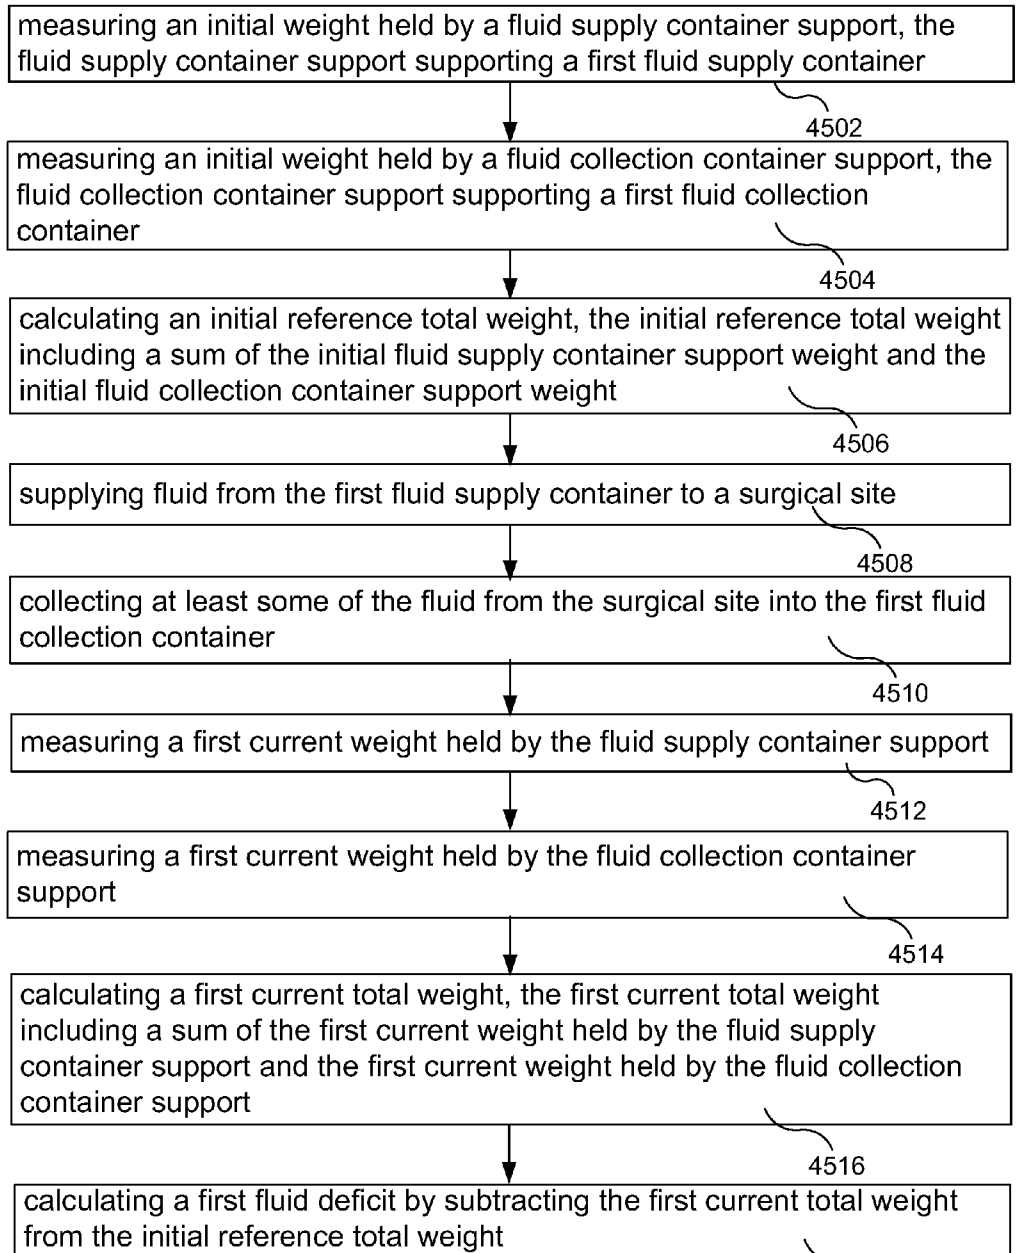 measuring an initial weight held by a fluid supply container support, the
fluid supply container support supporting a first fluid supply container
4502
measuring an initial weight held by a fluid collection container support, the
fluid collection container support supporting a first fluid collection
container
4504
calculating an initial reference total weight, the initial reference total weight
including a sum of the initial fluid supply container support weight and the
initial fluid collection container support weight
4506
supplying fluid from the first fluid supply container to a surgical site
4508
collecting at least some of the fluid from the surgical site into the first fluid
collection container
4510
measuring a first current weight held by the fluid supply container support
4512
measuring a first current weight held by the fluid collection container
support
4514
calculating a first current total weight, the first current total weight
including a sum of the first current weight held by the fluid supply
container support and the first current weight held by the fluid collection
container support
4516
calculating a first fluid deficit by subtracting the first current total weight
from the initial reference total weight